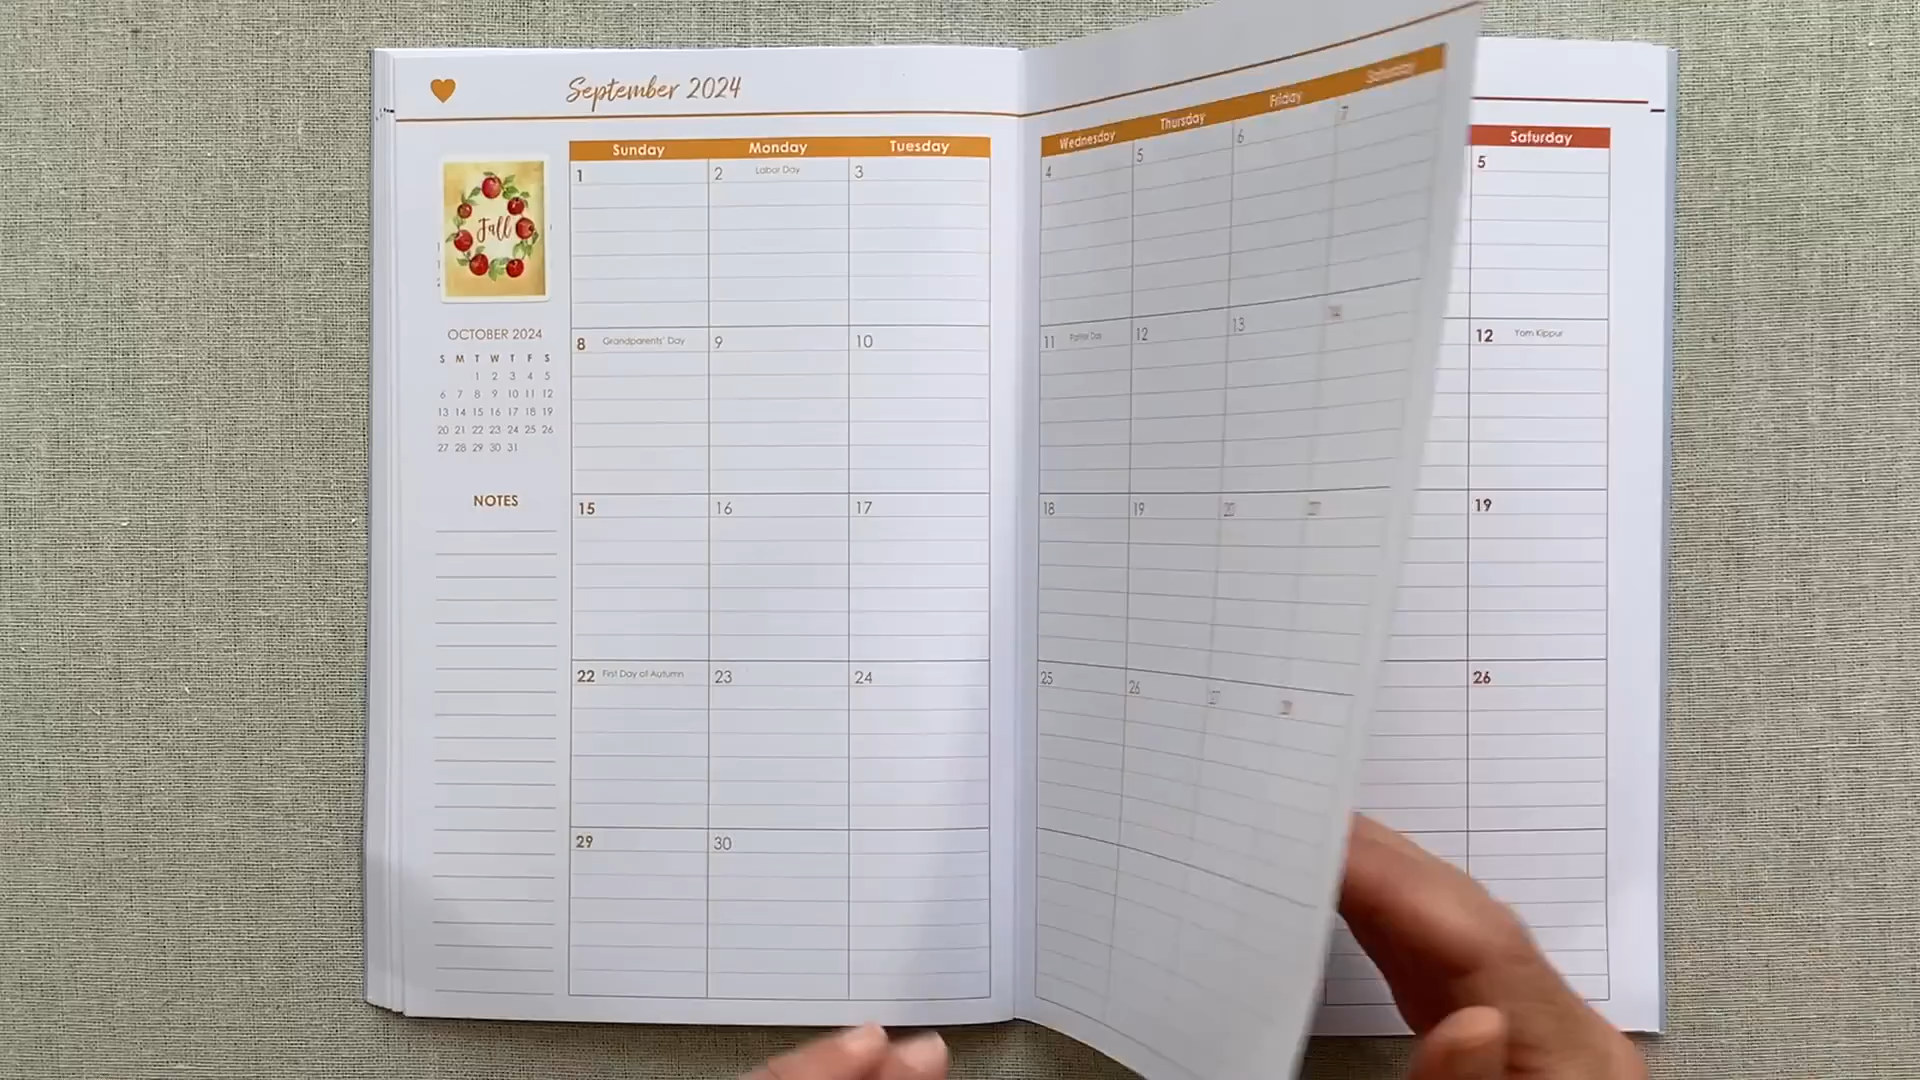 September 2024
Sunday Monday Tuesday
Wednesday Thursday Friday Saturday
Saturday
1 2 Labor Day 3
4 5 6 7
5
Fall
8 Grandparents' Day 9 10
11 12 13 14
12 Yom Kippur
OCTOBER 2024
S M T W T F S
1 2 3 4 5
6 7 8 9 10 11 12
13 14 15 16 17 18 19
20 21 22 23 24 25 26
27 28 29 30 31
NOTES
15 16 17
18 19 20
19
22 First Day of Autumn 23 24
25 26 27
26
29 30